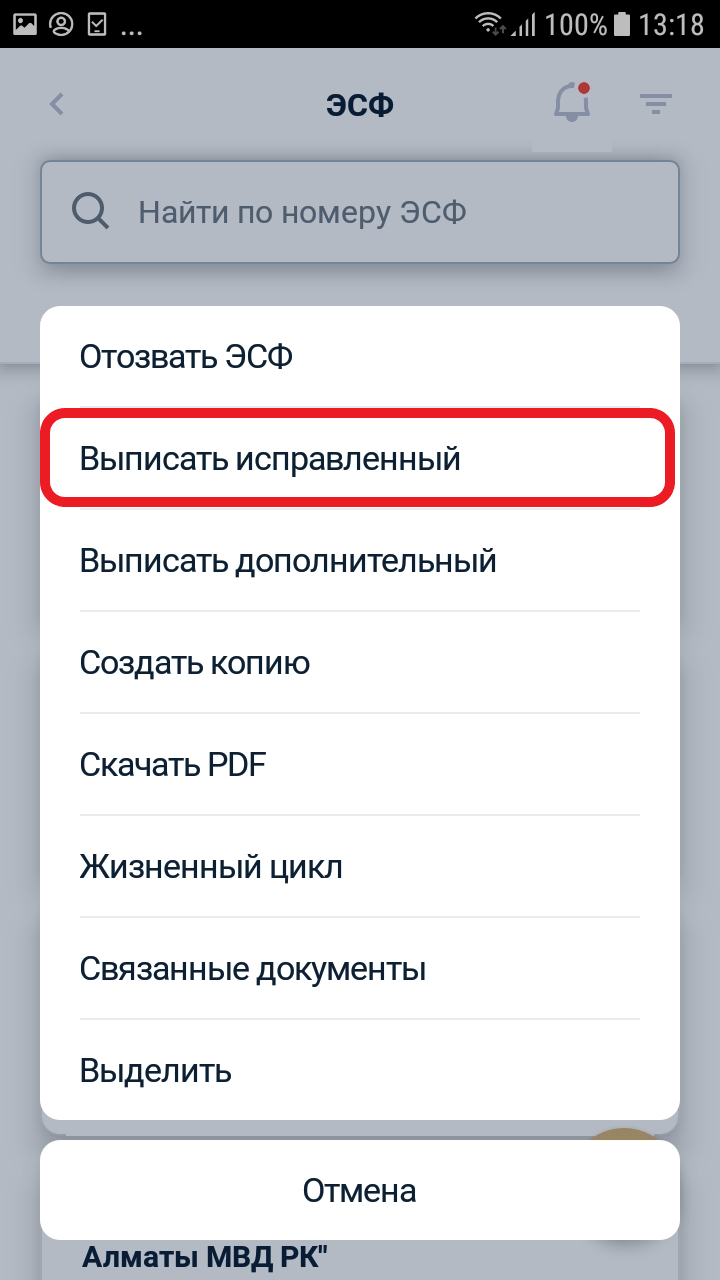 ... 100% 13:18
ЭСФ
Найти по номеру ЭСФ
Отозвать ЭСФ
Выписать исправленный
Выписать дополнительный
Создать копию
Скачать PDF
Жизненный цикл
Связанные документы
Выделить
Отмена
Алматы МВД РК"